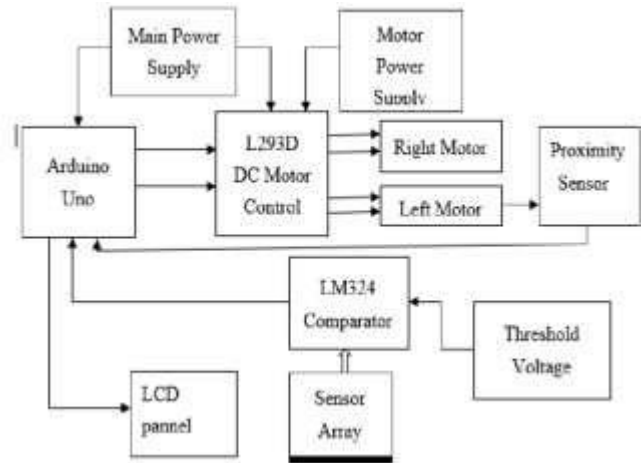 Main Power
Supply
Motor
Power
Supply
Arduino
Uno
L293D
DC Motor
Control
Right Motor
Left Motor
Proximity
Sensor
LM324
Comparator
Threshold
Voltage
LCD
pannel
Sensor
Array